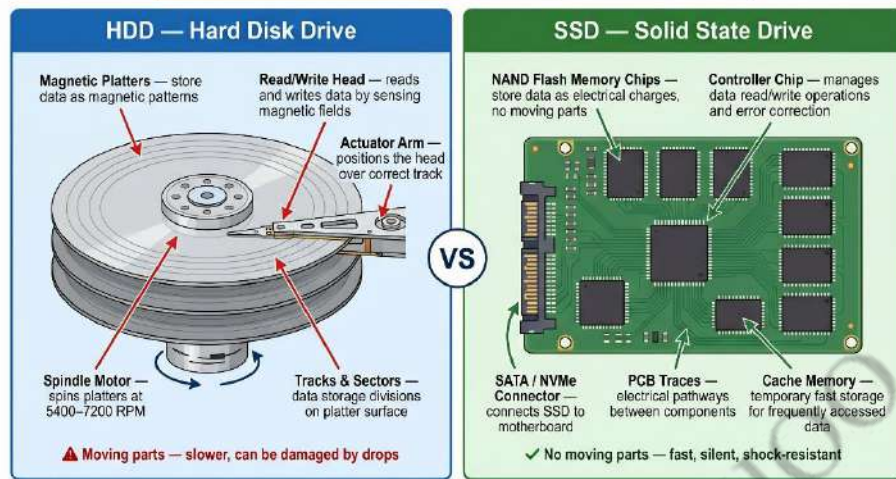 HDD — Hard Disk Drive
Magnetic Platters — store
data as magnetic patterns
Read/Write Head — reads
and writes data by sensing
magnetic fields
Actuator Arm —
positions the head
over correct track
Spindle Motor —
spins platters at
5400–7200 RPM
Tracks & Sectors —
data storage divisions
on platter surface
Moving parts — slower, can be damaged by drops
VS
SSD — Solid State Drive
NAND Flash Memory Chips —
store data as electrical charges,
no moving parts
Controller Chip — manages
data read/write operations
and error correction
SATA / NVMe
Connector —
connects SSD to
motherboard
PCB Traces —
electrical pathways
between components
Cache Memory —
temporary fast storage
for frequently accessed
data
No moving parts — fast, silent, shock-resistant